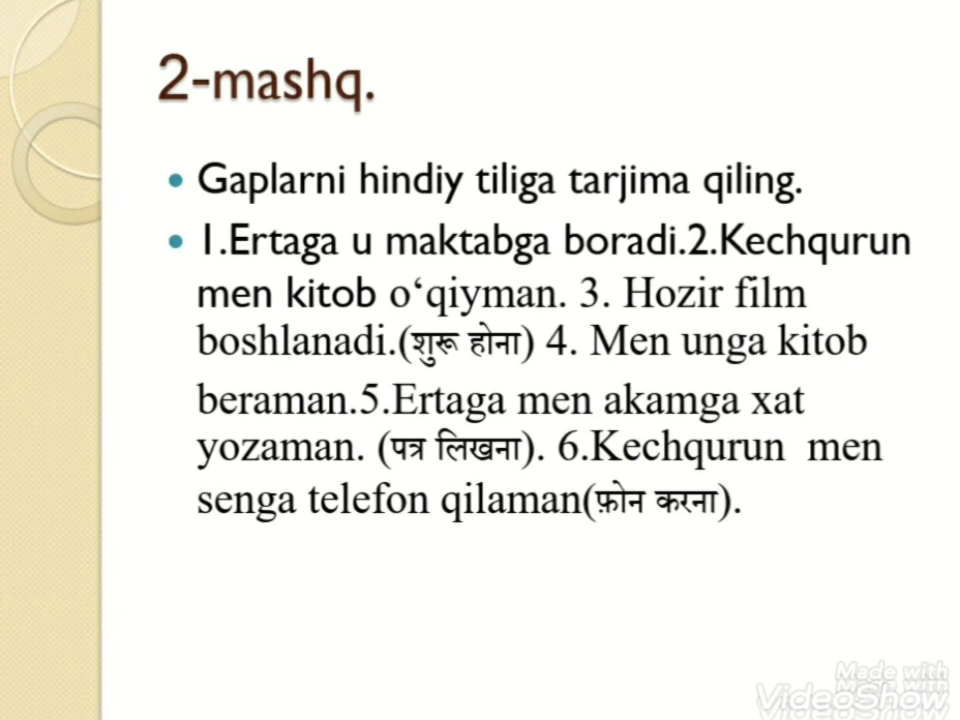 2-mashq.
Gaplarni hindiy tiliga tarjima qiling.
1.Ertaga u maktabga boradi.2.Kechqurun
men kitob o‘qiyman. 3. Hozir film
boshlanadi.(शुरू होना) 4. Men unga kitob
beraman.5.Ertaga men akamga xat
yozaman. (पत्र लिखना). 6.Kechqurun  men
senga telefon qilaman(फ़ोन करना).
Made with
VideoShow